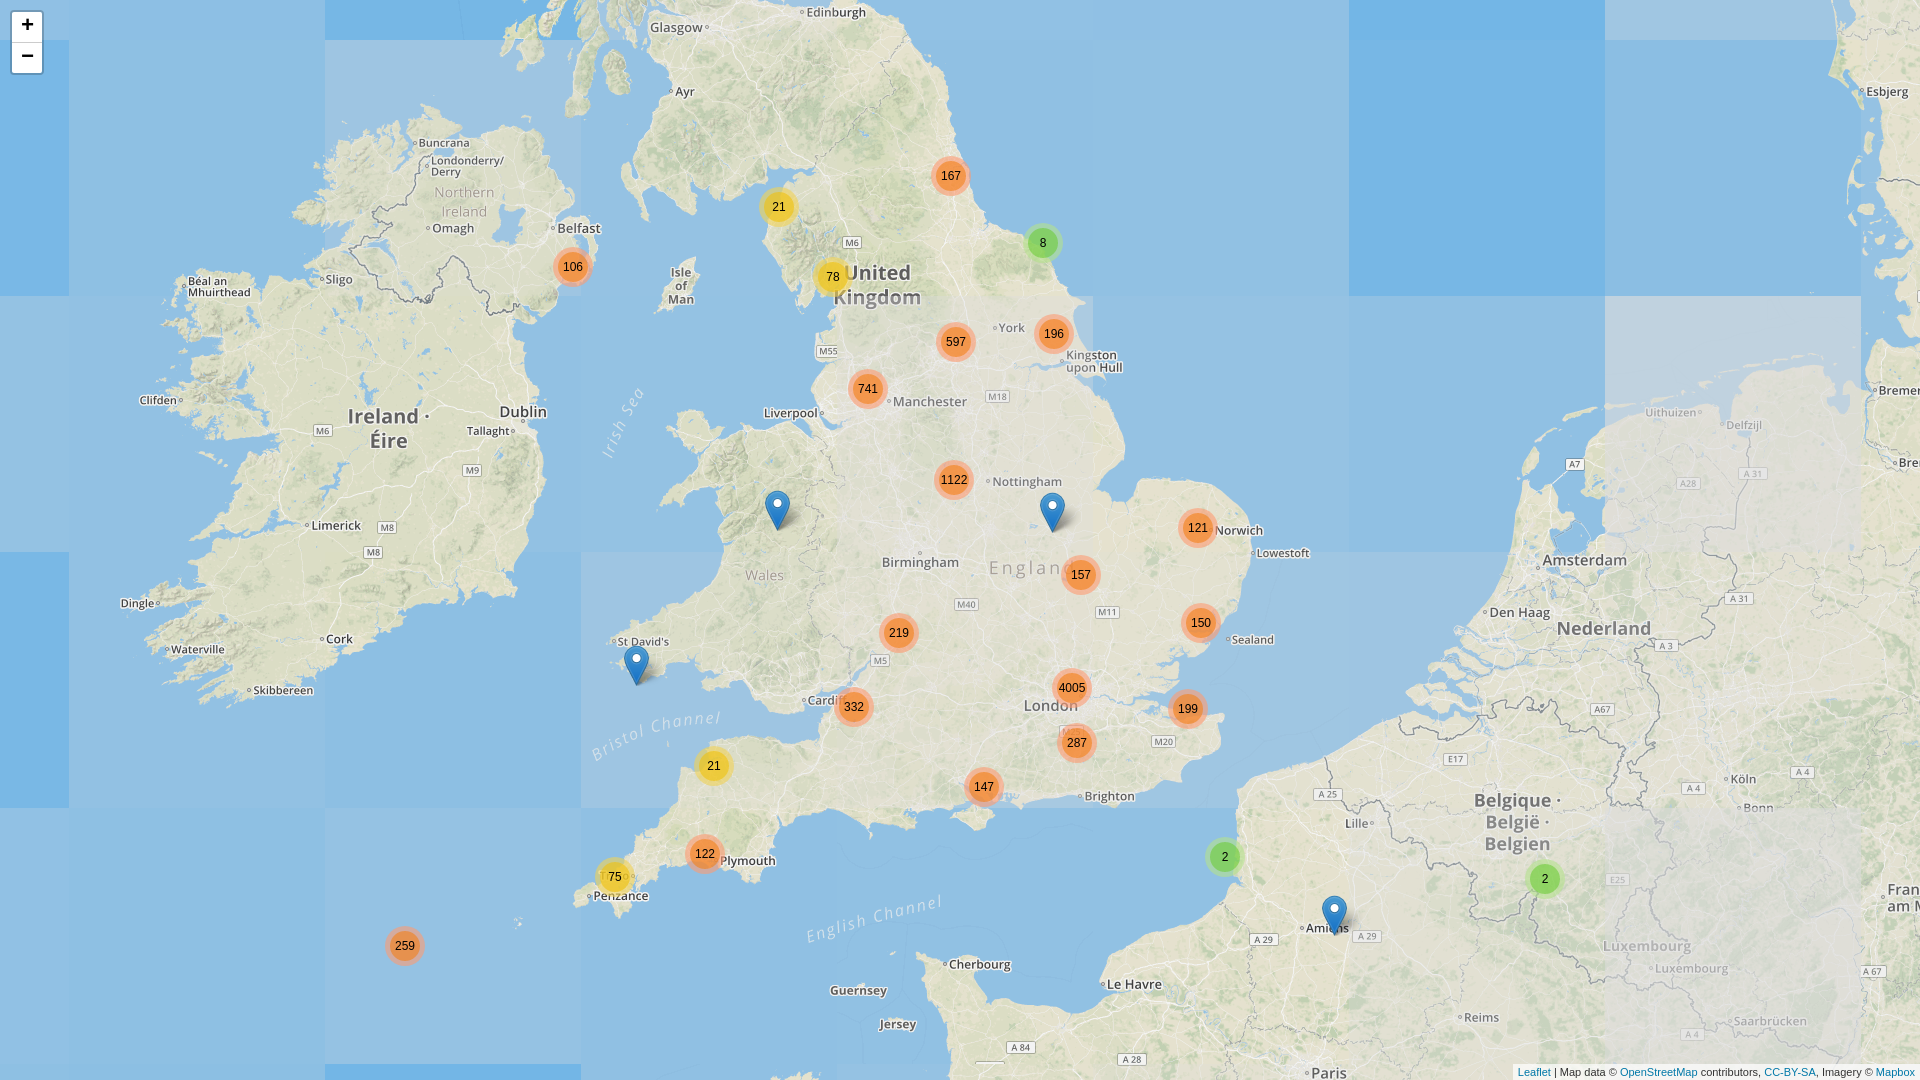 +
−
Edinburgh
Glasgow
Ayr
Esbjerg
Buncrana
Londonderry/
Derry
Northern
Ireland
Omagh
Belfast
167
21
M6
8
106
Sligo
Béal an
Mhuirthead
Isle
of
Man
78
United
Kingdom
York
196
597
M55
Kingston
upon Hull
741
Manchester
M18
Liverpool
Clifden
Dublin
Tallaght
Ireland ·
Éire
M6
M9
Irish Sea
Uithuizen
Delfzijl
Bremer
A7
A 31
A28
Bre
1122
Nottingham
121
Norwich
Lowestoft
Limerick
M8
M8
Birmingham
Englan
157
Wales
Amsterdam
Den Haag
Nederland
A 31
A 3
Dingle
Cork
Waterville
Skibbereen
M40
M11
150
Sealand
219
M5
St David's
4005
London
199
Cardif
332
287
M20
A67
Bristol Channel
21
147
Brighton
E17
A 25
Lille
Belgique ·
België ·
Belgien
Köln
A 4
A 4
Bonn
122
Plymouth
75
Penzance
2
2
E25
Fran
am M
259
English Channel
Amiens
A 29
A 29
Luxembourg
Luxembourg
A 67
Cherbourg
Le Havre
Guernsey
Jersey
Reims
Saarbrücken
A 4
A 84
A 28
Paris
Leaflet | Map data © OpenStreetMap contributors, CC-BY-SA, Imagery © Mapbox